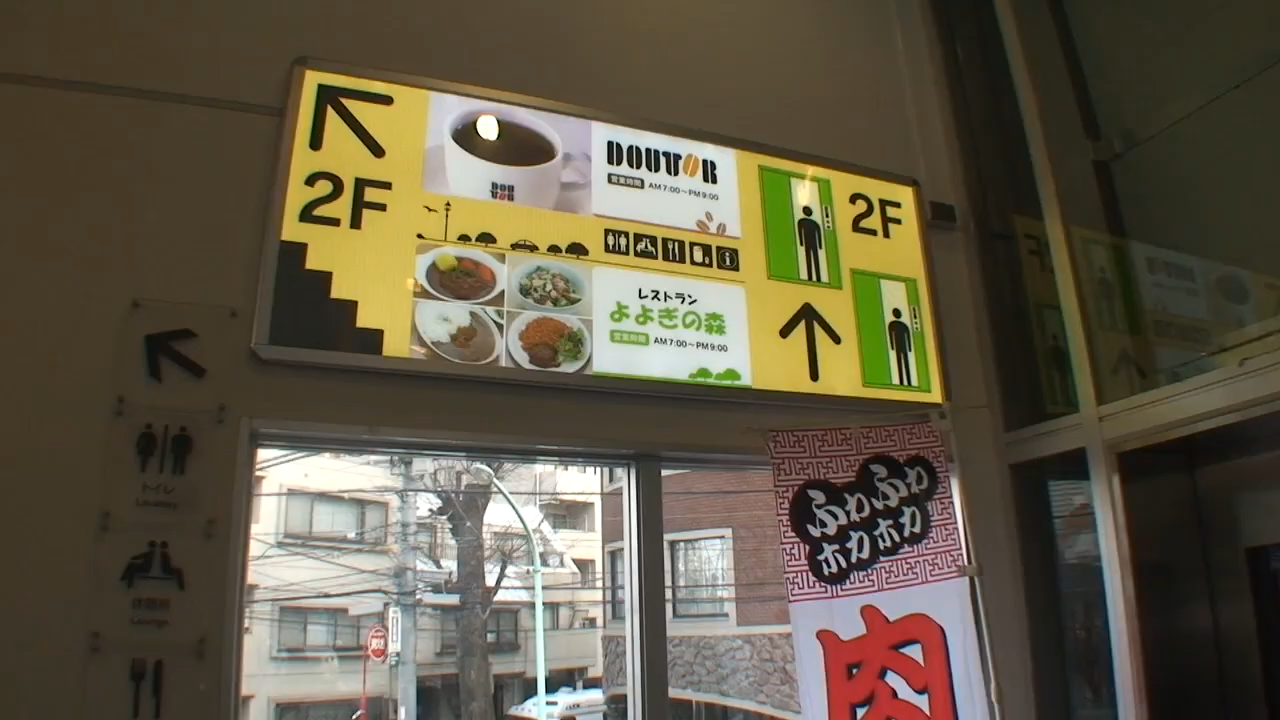 2F
DOUTOR
営業時間 AM7:00～PM9:00
DOU
TOR
レストラン
よよぎの森
営業時間 AM7:00～PM9:00
2F
トイレ
Lavatory
休憩所
Lounge
ふわふわ
ホカホカ
肉